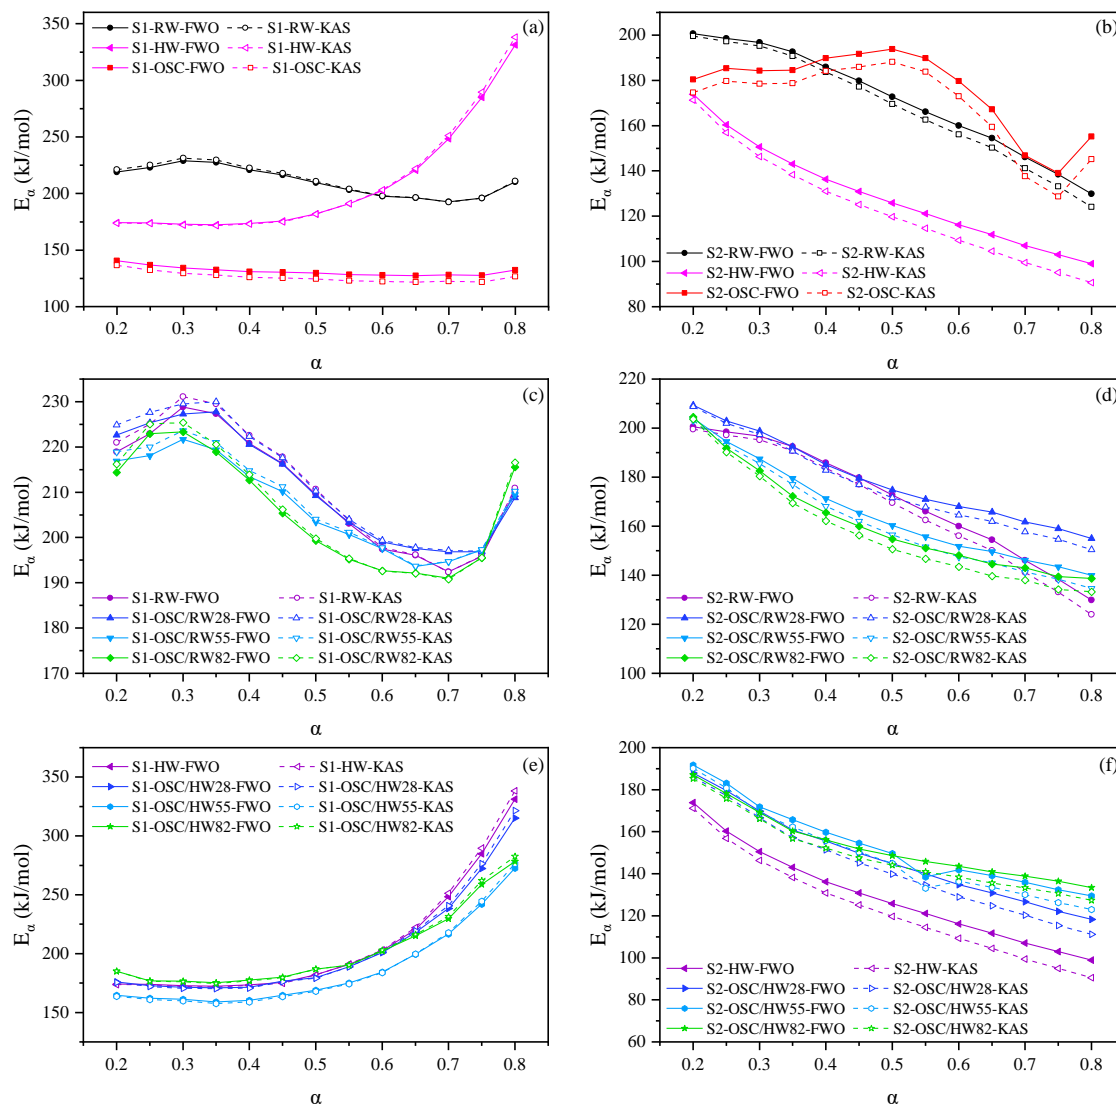 (a)
S1-RW-FWO S1-RW-KAS
S1-HW-FWO S1-HW-KAS
S1-OSC-FWO S1-OSC-KAS
350
300
250
200
150
100
0.2 0.3 0.4 0.5 0.6 0.7 0.8
Eα (kJ/mol)
α
(b)
200
180
160
140
120
100
80
S2-RW-FWO S2-RW-KAS
S2-HW-FWO S2-HW-KAS
S2-OSC-FWO S2-OSC-KAS
0.2 0.3 0.4 0.5 0.6 0.7 0.8
Eα (kJ/mol)
α
(c)
230
220
210
200
190
180
170
S1-RW-FWO S1-RW-KAS
S1-OSC/RW28-FWO S1-OSC/RW28-KAS
S1-OSC/RW55-FWO S1-OSC/RW55-KAS
S1-OSC/RW82-FWO S1-OSC/RW82-KAS
0.2 0.3 0.4 0.5 0.6 0.7 0.8
Eα (kJ/mol)
α
(d)
220
200
180
160
140
120
100
S2-RW-FWO S2-RW-KAS
S2-OSC/RW28-FWO S2-OSC/RW28-KAS
S2-OSC/RW55-FWO S2-OSC/RW55-KAS
S2-OSC/RW82-FWO S2-OSC/RW82-KAS
0.2 0.3 0.4 0.5 0.6 0.7 0.8
Eα (kJ/mol)
α
(e)
S1-HW-FWO S1-HW-KAS
S1-OSC/HW28-FWO S1-OSC/HW28-KAS
S1-OSC/HW55-FWO S1-OSC/HW55-KAS
S1-OSC/HW82-FWO S1-OSC/HW82-KAS
350
300
250
200
150
0.2 0.3 0.4 0.5 0.6 0.7 0.8
Eα (kJ/mol)
α
(f)
200
180
160
140
120
100
80
60
S2-HW-FWO S2-HW-KAS
S2-OSC/HW28-FWO S2-OSC/HW28-KAS
S2-OSC/HW55-FWO S2-OSC/HW55-KAS
S2-OSC/HW82-FWO S2-OSC/HW82-KAS
0.2 0.3 0.4 0.5 0.6 0.7 0.8
Eα (kJ/mol)
α